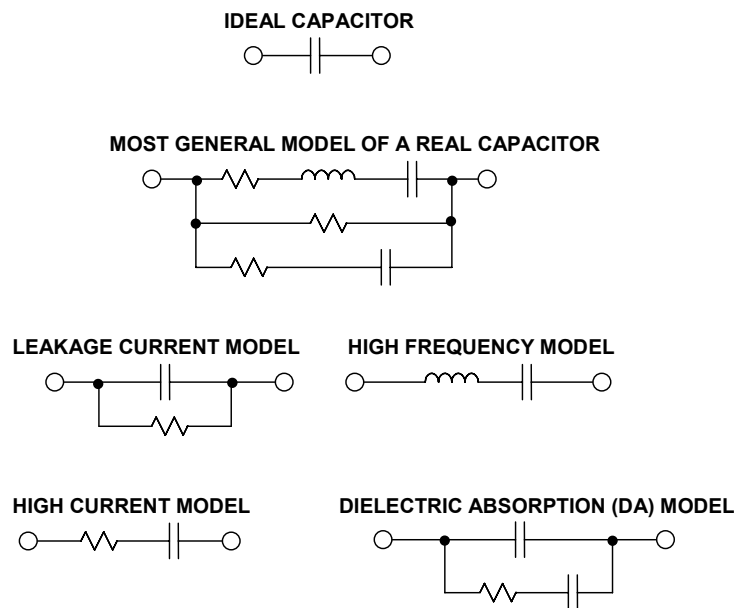 IDEAL CAPACITOR
MOST GENERAL MODEL OF A REAL CAPACITOR
LEAKAGE CURRENT MODEL
HIGH FREQUENCY MODEL
HIGH CURRENT MODEL
DIELECTRIC ABSORPTION (DA) MODEL